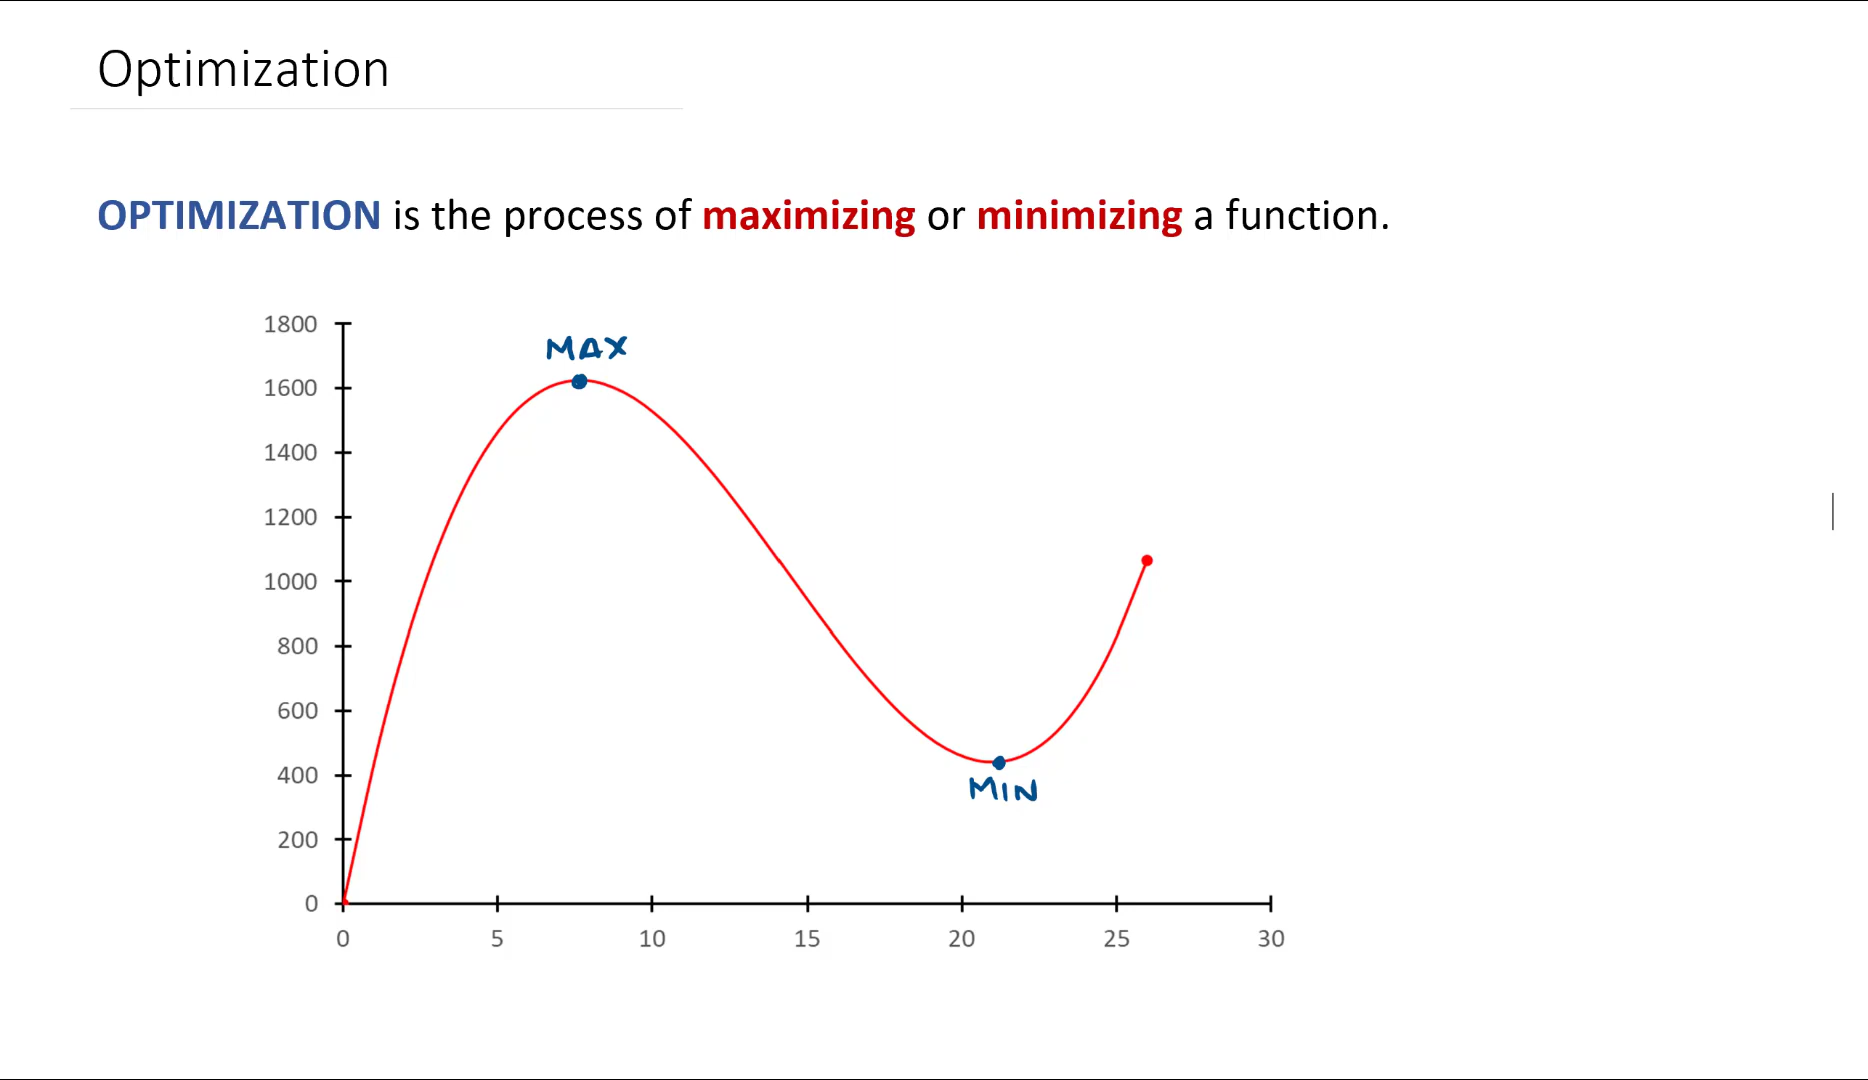 Optimization
OPTIMIZATION is the process of maximizing or minimizing a function.
1800
MAX
1600
1400
1200
1000
800
600
400
MIN
200
0
0 5 10 15 20 25 30